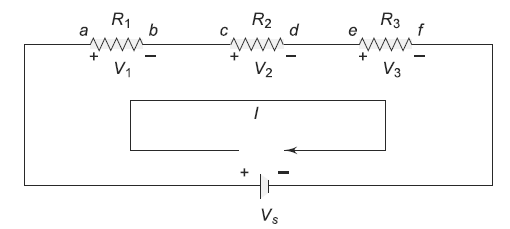 R1 R2 R3
a b c d e f
+ − + − + −
V1 V2 V3
I
+ −
Vs